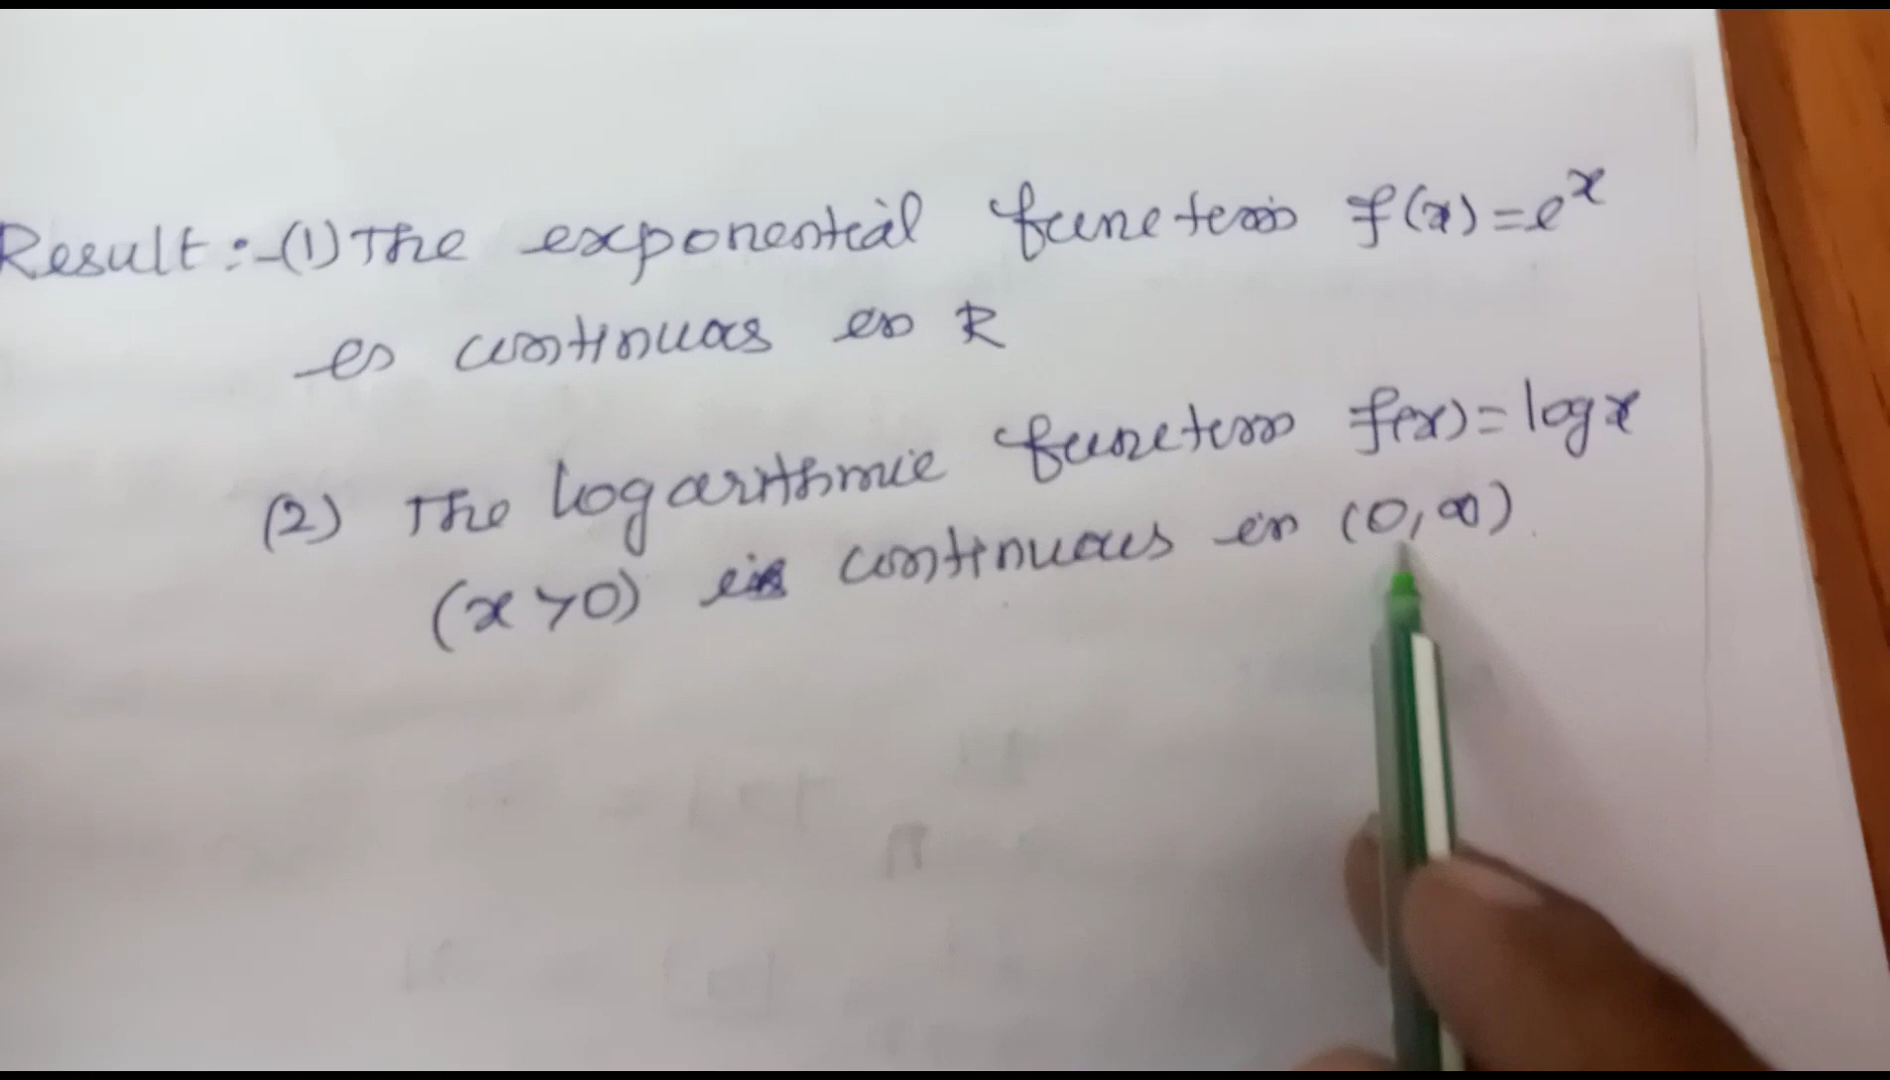 Result :- (1) The exponential function f(x) = e^x
is continuous in R
(2) The logarithmic function f(x) = log x
(x > 0) is continuous in (0, ∞)